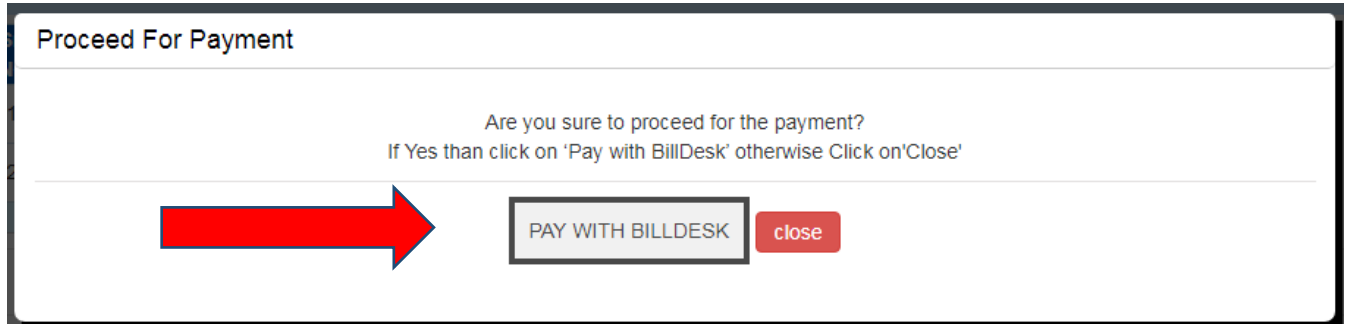 Proceed For Payment
Are you sure to proceed for the payment?
If Yes than click on ‘Pay with BillDesk’ otherwise Click on'Close'
PAY WITH BILLDESK close